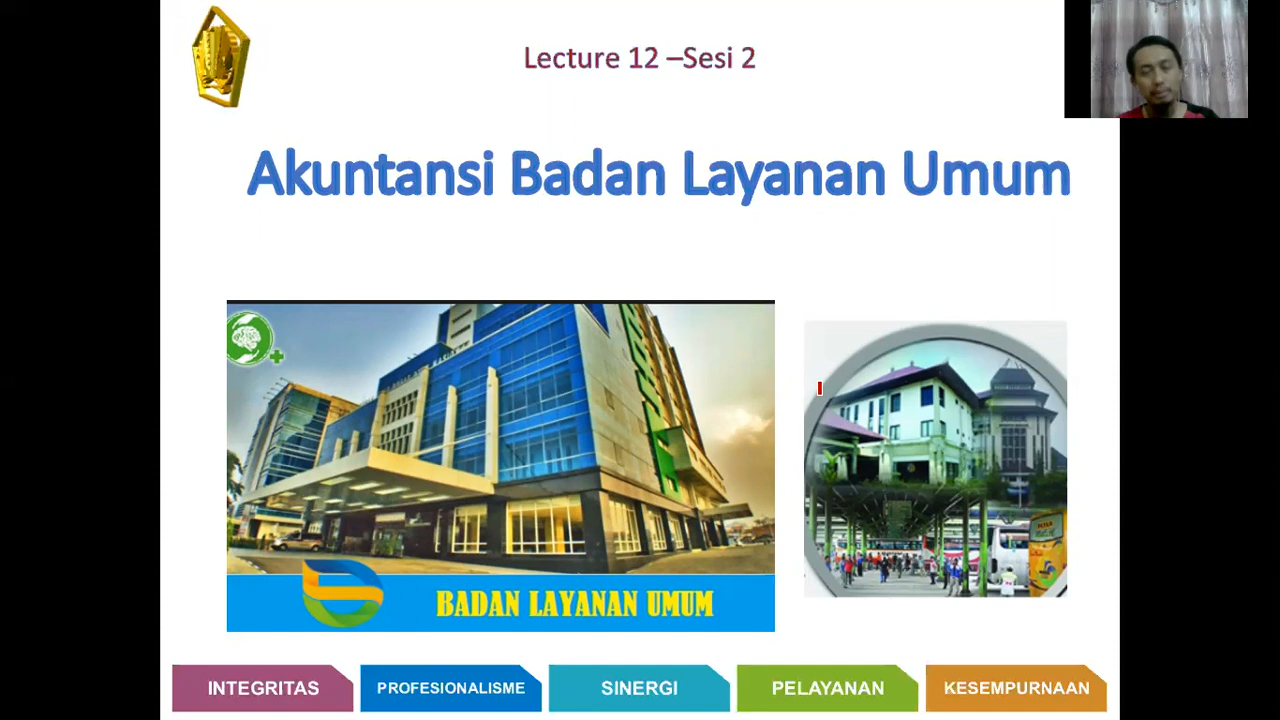 Lecture 12 –Sesi 2
Akuntansi Badan Layanan Umum
BADAN LAYANAN UMUM
INTEGRITAS
PROFESIONALISME
SINERGI
PELAYANAN
KESEMPURNAAN